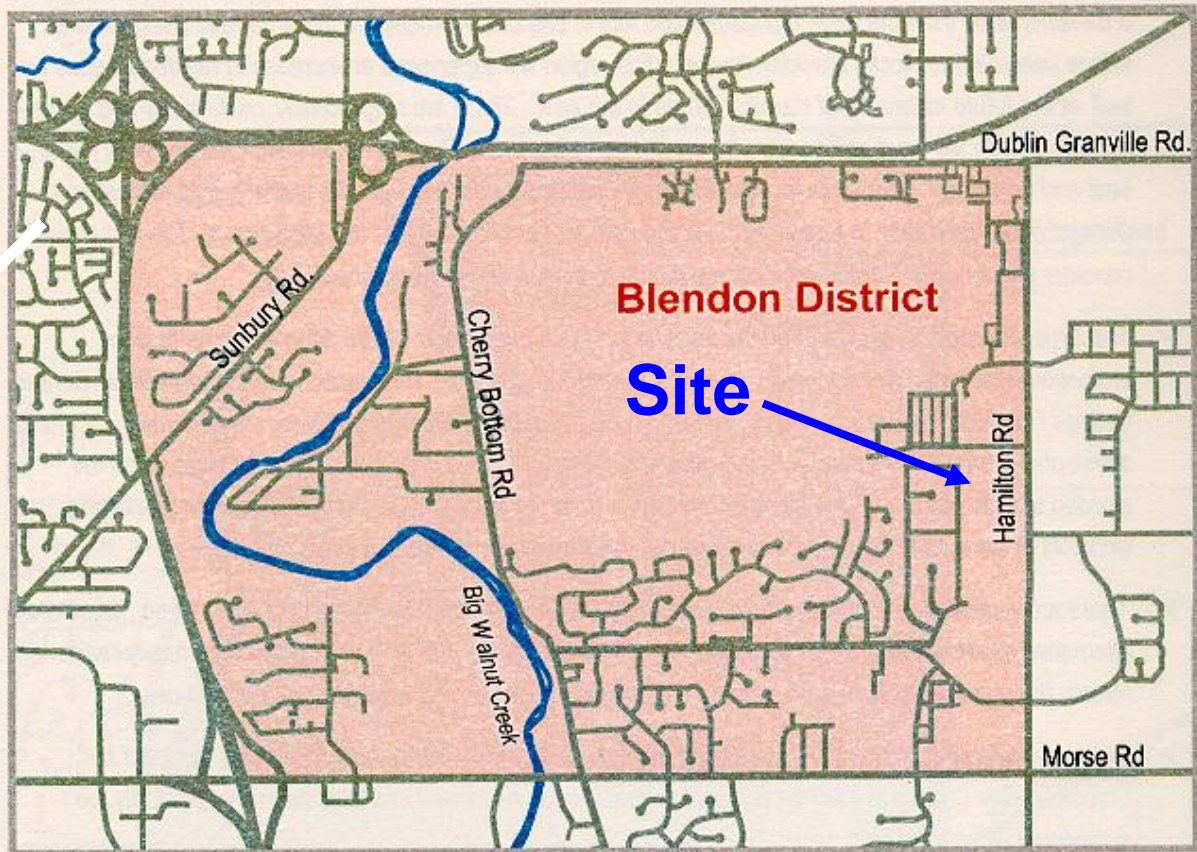 Dublin Granville Rd.
Blendon District
Sunbury Rd.
Cherry Bottom Rd
Site
Hamilton Rd
Big Walnut Creek
Morse Rd